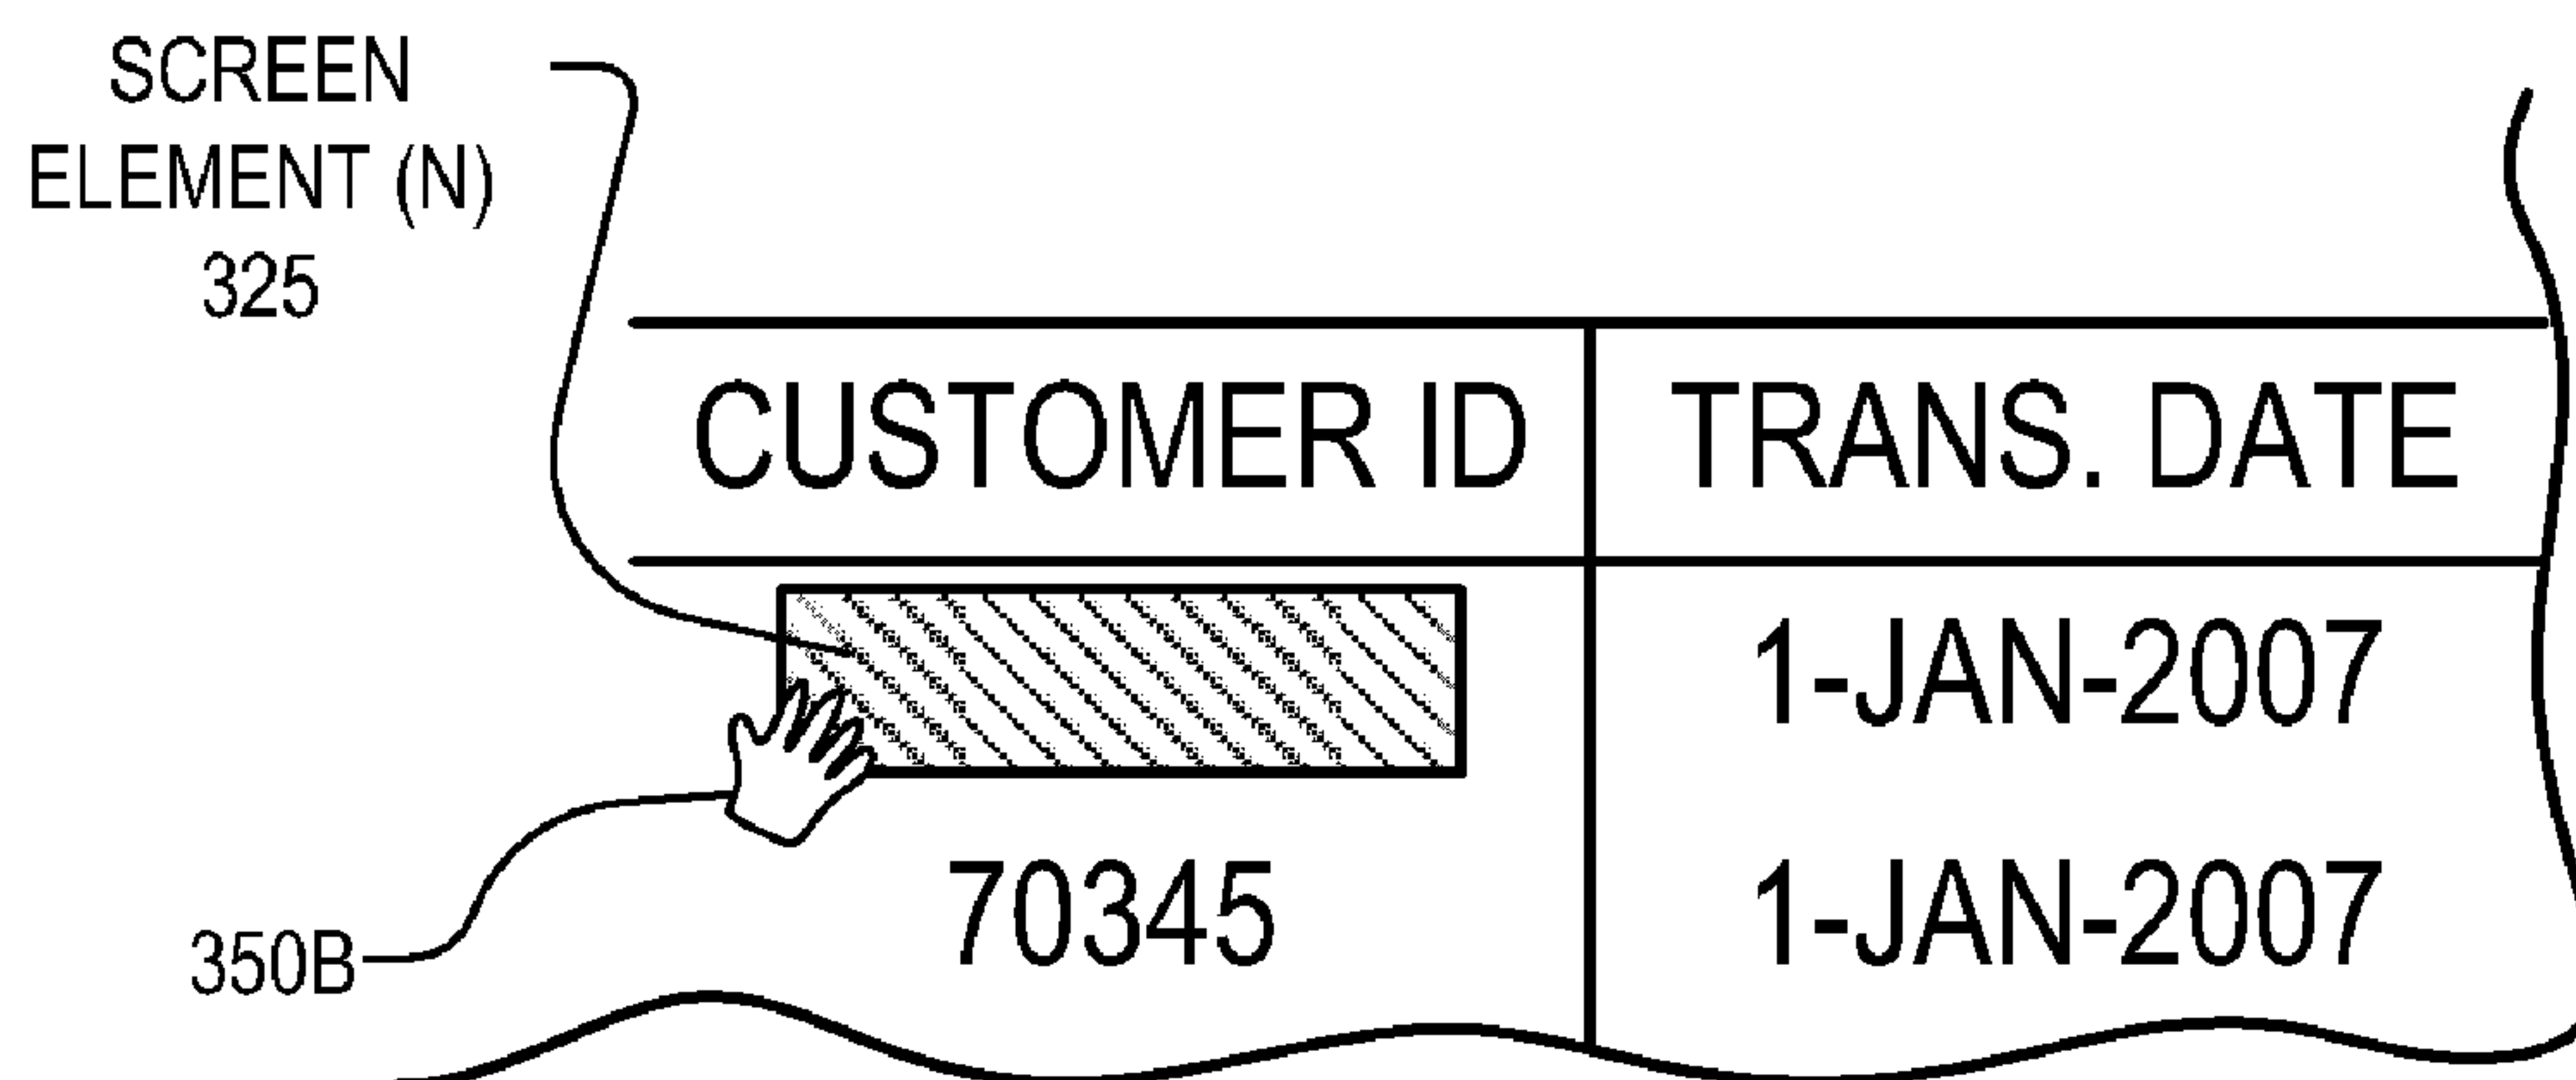 SCREEN
ELEMENT (N)
325
CUSTOMER ID TRANS. DATE
1-JAN-2007
70345 1-JAN-2007
350B